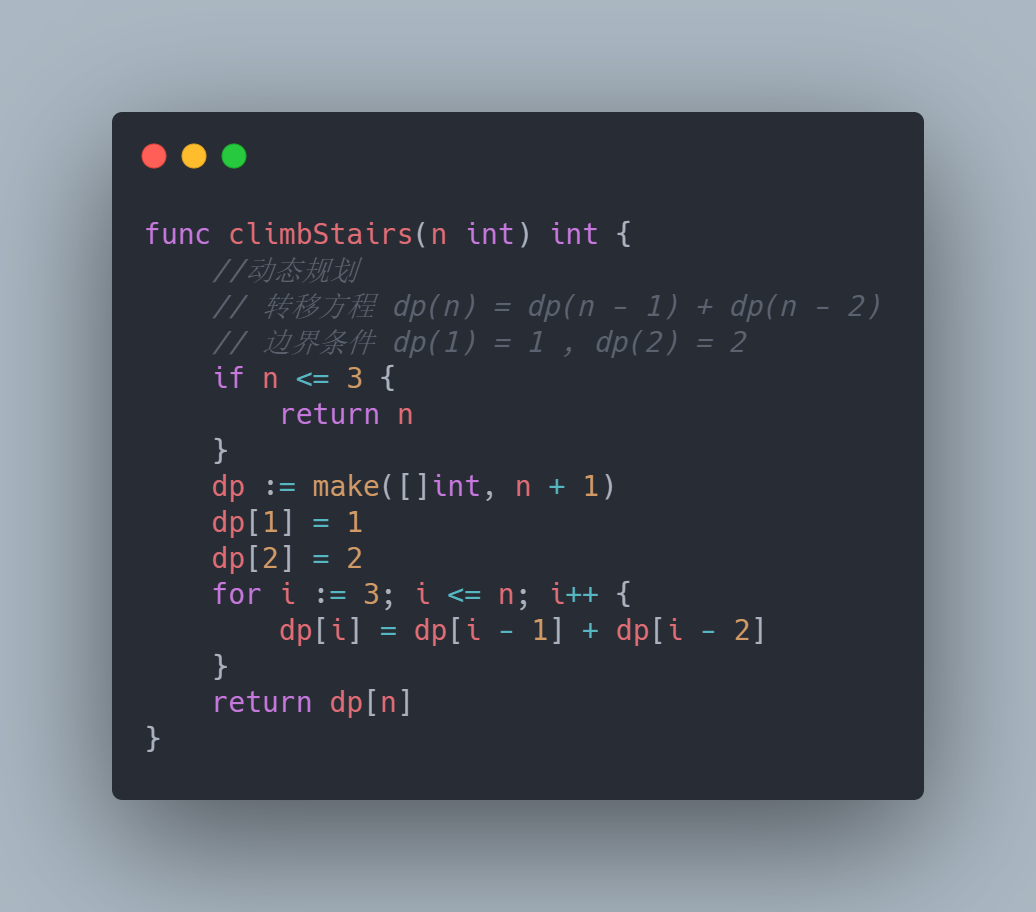 func climbStairs(n int) int {
    //动态规划
    // 转移方程 dp(n) = dp(n - 1) + dp(n - 2)
    // 边界条件 dp(1) = 1 , dp(2) = 2
    if n <= 3 {
        return n
    }
    dp := make([]int, n + 1)
    dp[1] = 1
    dp[2] = 2
    for i := 3; i <= n; i++ {
        dp[i] = dp[i - 1] + dp[i - 2]
    }
    return dp[n]
}